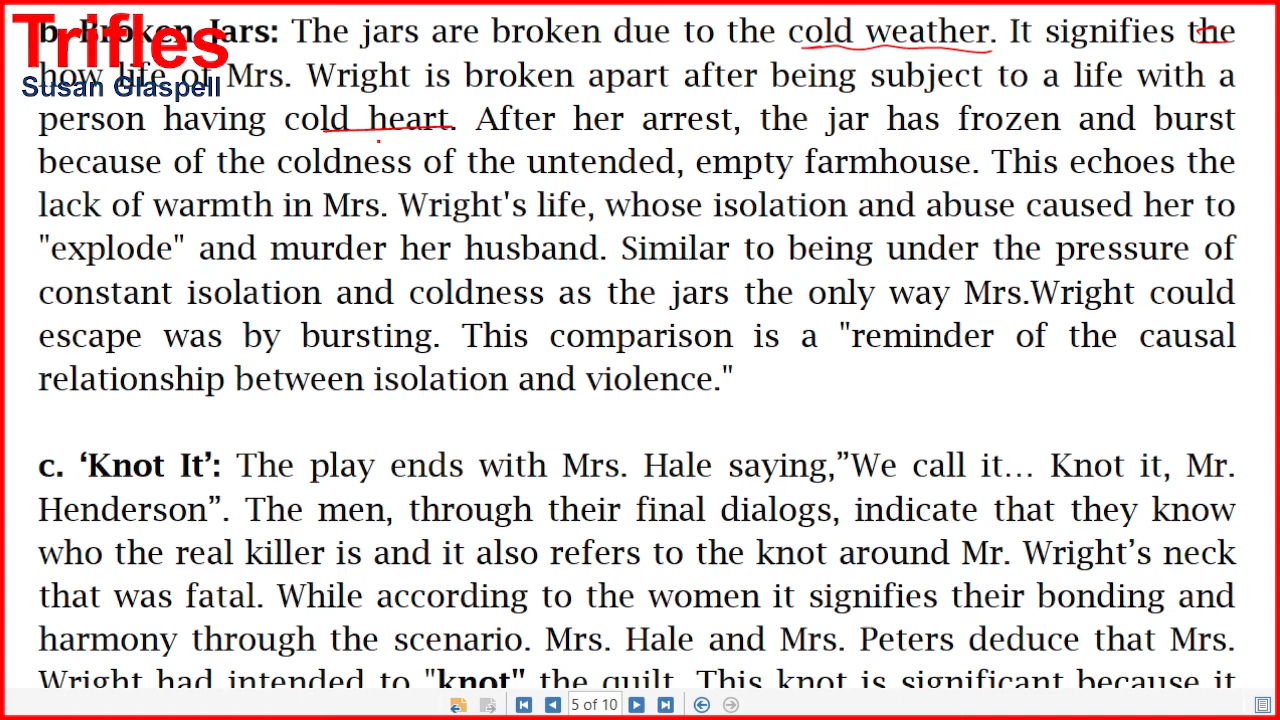 Trifles
Susan Glaspell
b. Broken Jars: The jars are broken due to the cold weather. It signifies the
how life of Mrs. Wright is broken apart after being subject to a life with a
person having cold heart. After her arrest, the jar has frozen and burst
because of the coldness of the untended, empty farmhouse. This echoes the
lack of warmth in Mrs. Wright's life, whose isolation and abuse caused her to
"explode" and murder her husband. Similar to being under the pressure of
constant isolation and coldness as the jars the only way Mrs.Wright could
escape was by bursting. This comparison is a "reminder of the causal
relationship between isolation and violence."
c. ‘Knot It’: The play ends with Mrs. Hale saying,”We call it… Knot it, Mr.
Henderson”. The men, through their final dialogs, indicate that they know
who the real killer is and it also refers to the knot around Mr. Wright’s neck
that was fatal. While according to the women it signifies their bonding and
harmony through the scenario. Mrs. Hale and Mrs. Peters deduce that Mrs.
Wright had intended to "knot" the quilt. This knot is significant because it
5 of 10